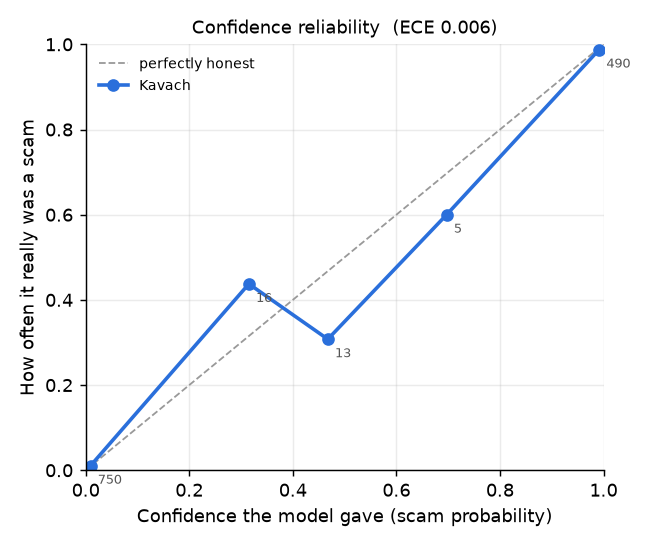 Confidence reliability  (ECE 0.006)
1.0
0.8
0.6
0.4
0.2
0.0
How often it really was a scam
perfectly honest
Kavach
490
5
16
13
750
0.0 0.2 0.4 0.6 0.8 1.0
Confidence the model gave (scam probability)